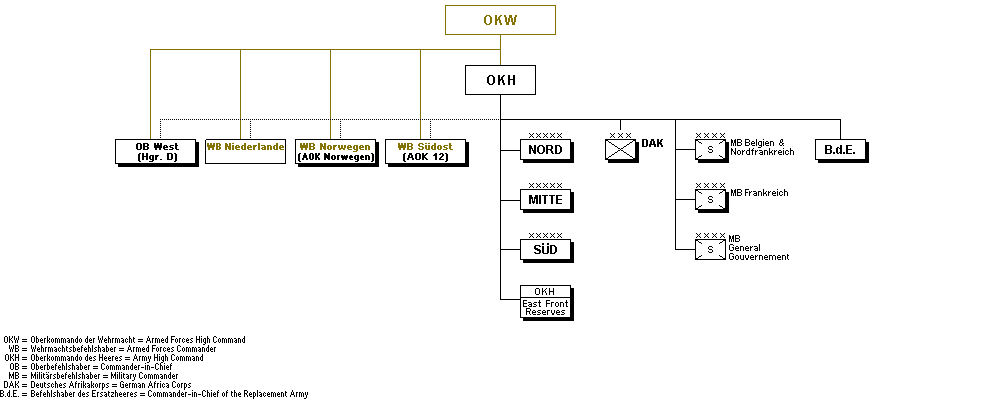 OKW
OKH
OB West
(Hgr. D)
WB Niederlande
WB Norwegen
(AOK Norwegen)
WB Südost
(AOK 12)
XXXXX
NORD
XXX
DAK
XXXX
S
MB Belgien &
Nordfrankreich
B.d.E.
XXXXX
MITTE
XXXX
S
MB Frankreich
XXXXX
SÜD
XXXX
S
MB
General
Gouvernement
OKH
East Front
Reserves
OKW = Oberkommando der Wehrmacht = Armed Forces High Command
WB = Wehrmachtsbefehlshaber = Armed Forces Commander
OKH = Oberkommando des Heeres = Army High Command
OB = Oberbefehlshaber = Commander-in-Chief
MB = Militärsbefehlshaber = Military Commander
DAK = Deutsches Afrikakorps = German Africa Corps
B.d.E. = Befehlshaber des Ersatzheeres = Commander-in-Chief of the Replacement Army